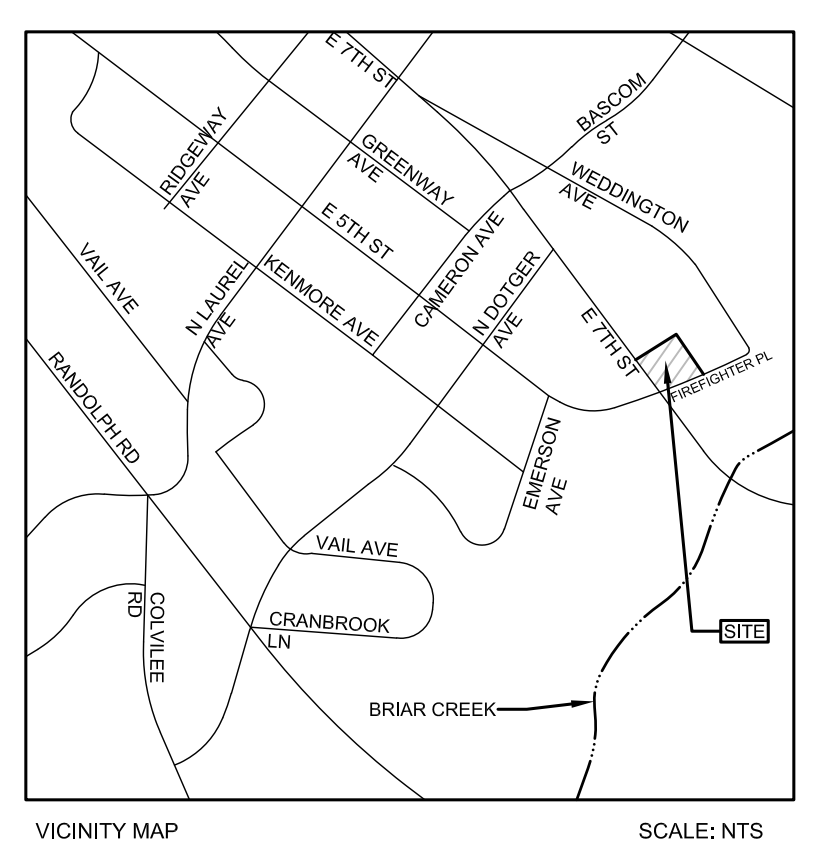 E 7TH ST
BASCOM
ST
RIDGEWAY
AVE
GREENWAY
AVE
WEDDINGTON
AVE
E 5TH ST
CAMERON AVE
VAIL AVE
N LAUREL
AVE
KENMORE AVE
N DOTGER
AVE
E 7TH ST
RANDOLPH RD
FIREFIGHTER PL
EMERSON
AVE
VAIL AVE
COLVILEE
RD
CRANBROOK
LN
SITE
BRIAR CREEK
VICINITY MAP
SCALE: NTS